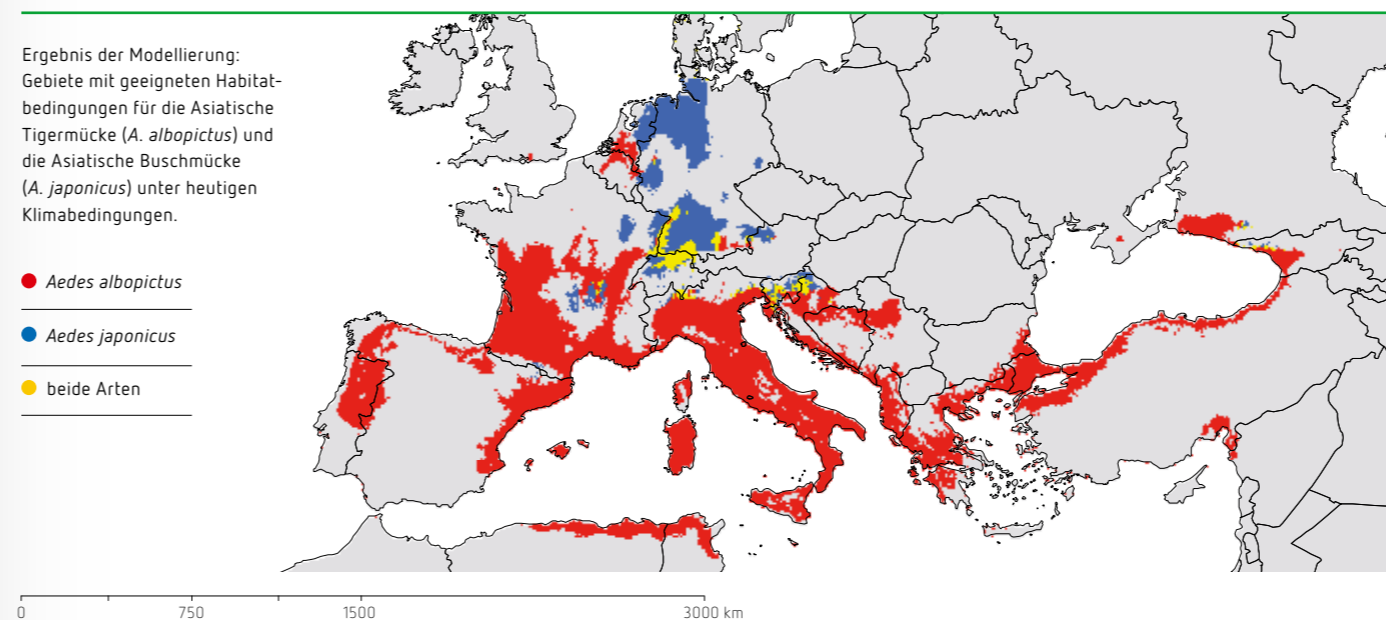 Ergebnis der Modellierung:
Gebiete mit geeigneten Habitat-
bedingungen für die Asiatische
Tigermücke (A. albopictus) und
die Asiatische Buschmücke
(A. japonicus) unter heutigen
Klimabedingungen.
Aedes albopictus
Aedes japonicus
beide Arten
0 750 1500 3000 km